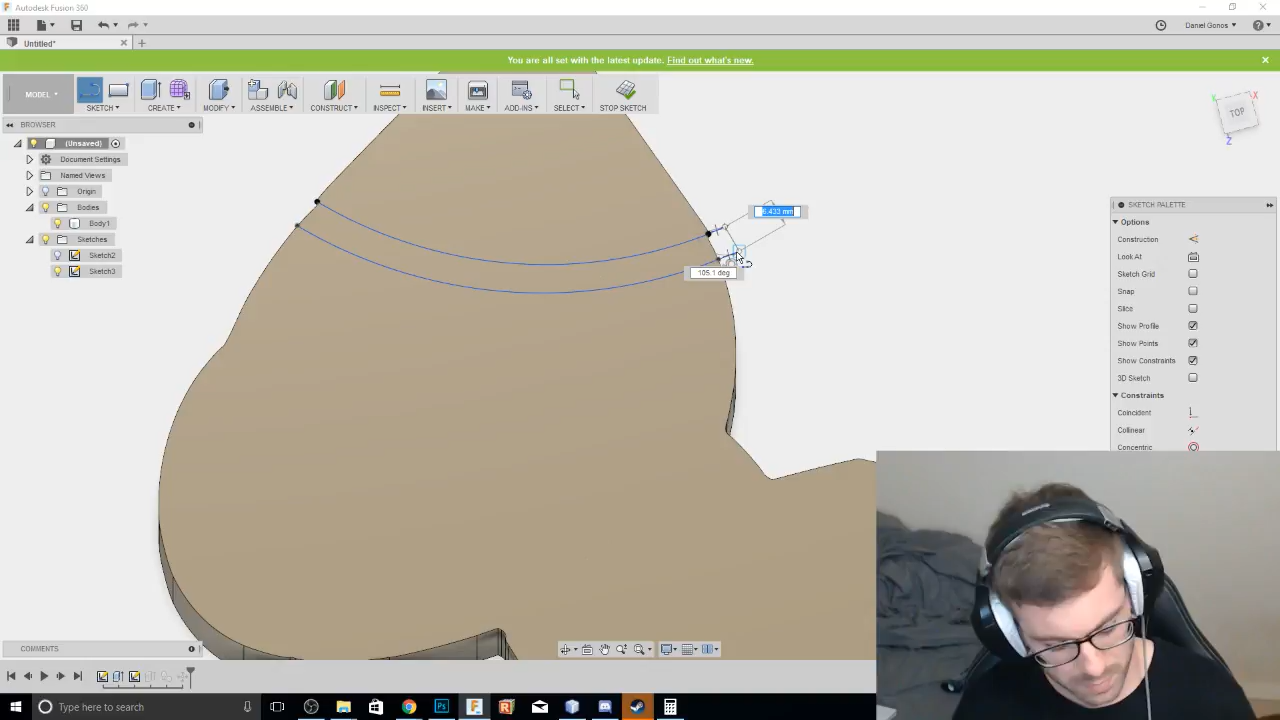 Autodesk Fusion 360
Daniel Gonos
Untitled*
You are all set with the latest update. Find out what's new.
MODEL
SKETCH
CREATE
MODIFY
ASSEMBLE
CONSTRUCT
INSPECT
INSERT
MAKE
ADD-INS
SELECT
STOP SKETCH
BROWSER
(Unsaved)
Document Settings
Named Views
Origin
Bodies
Body1
Sketches
Sketch2
Sketch3
TOP
X
Z
105.1 deg
SKETCH PALETTE
Options
Construction
Look At
Sketch Grid
Snap
Slice
Show Profile
Show Points
Show Constraints
3D Sketch
Constraints
Coincident
Collinear
Concentric
COMMENTS
Type here to search